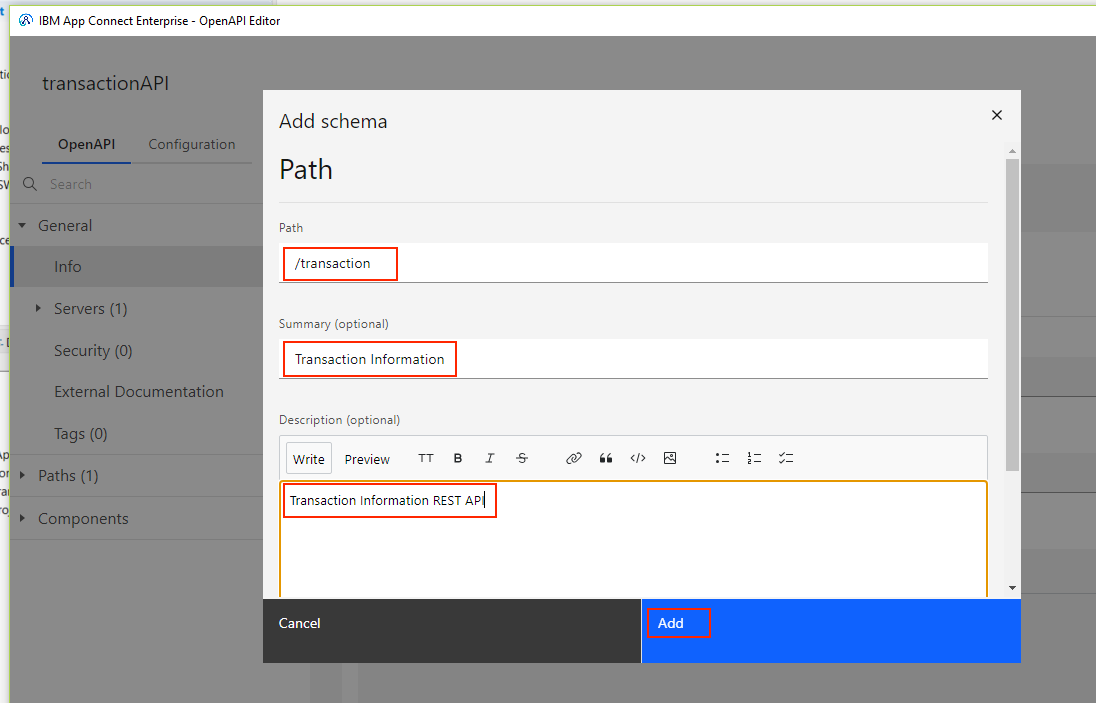 IBM App Connect Enterprise - OpenAPI Editor
transactionAPI
OpenAPI
Configuration
Search
General
Info
Servers (1)
Security (0)
External Documentation
Tags (0)
Paths (1)
Components
Add schema
Path
Path
/transaction
Summary (optional)
Transaction Information
Description (optional)
Write Preview TT B I S
Transaction Information REST API
Cancel
Add